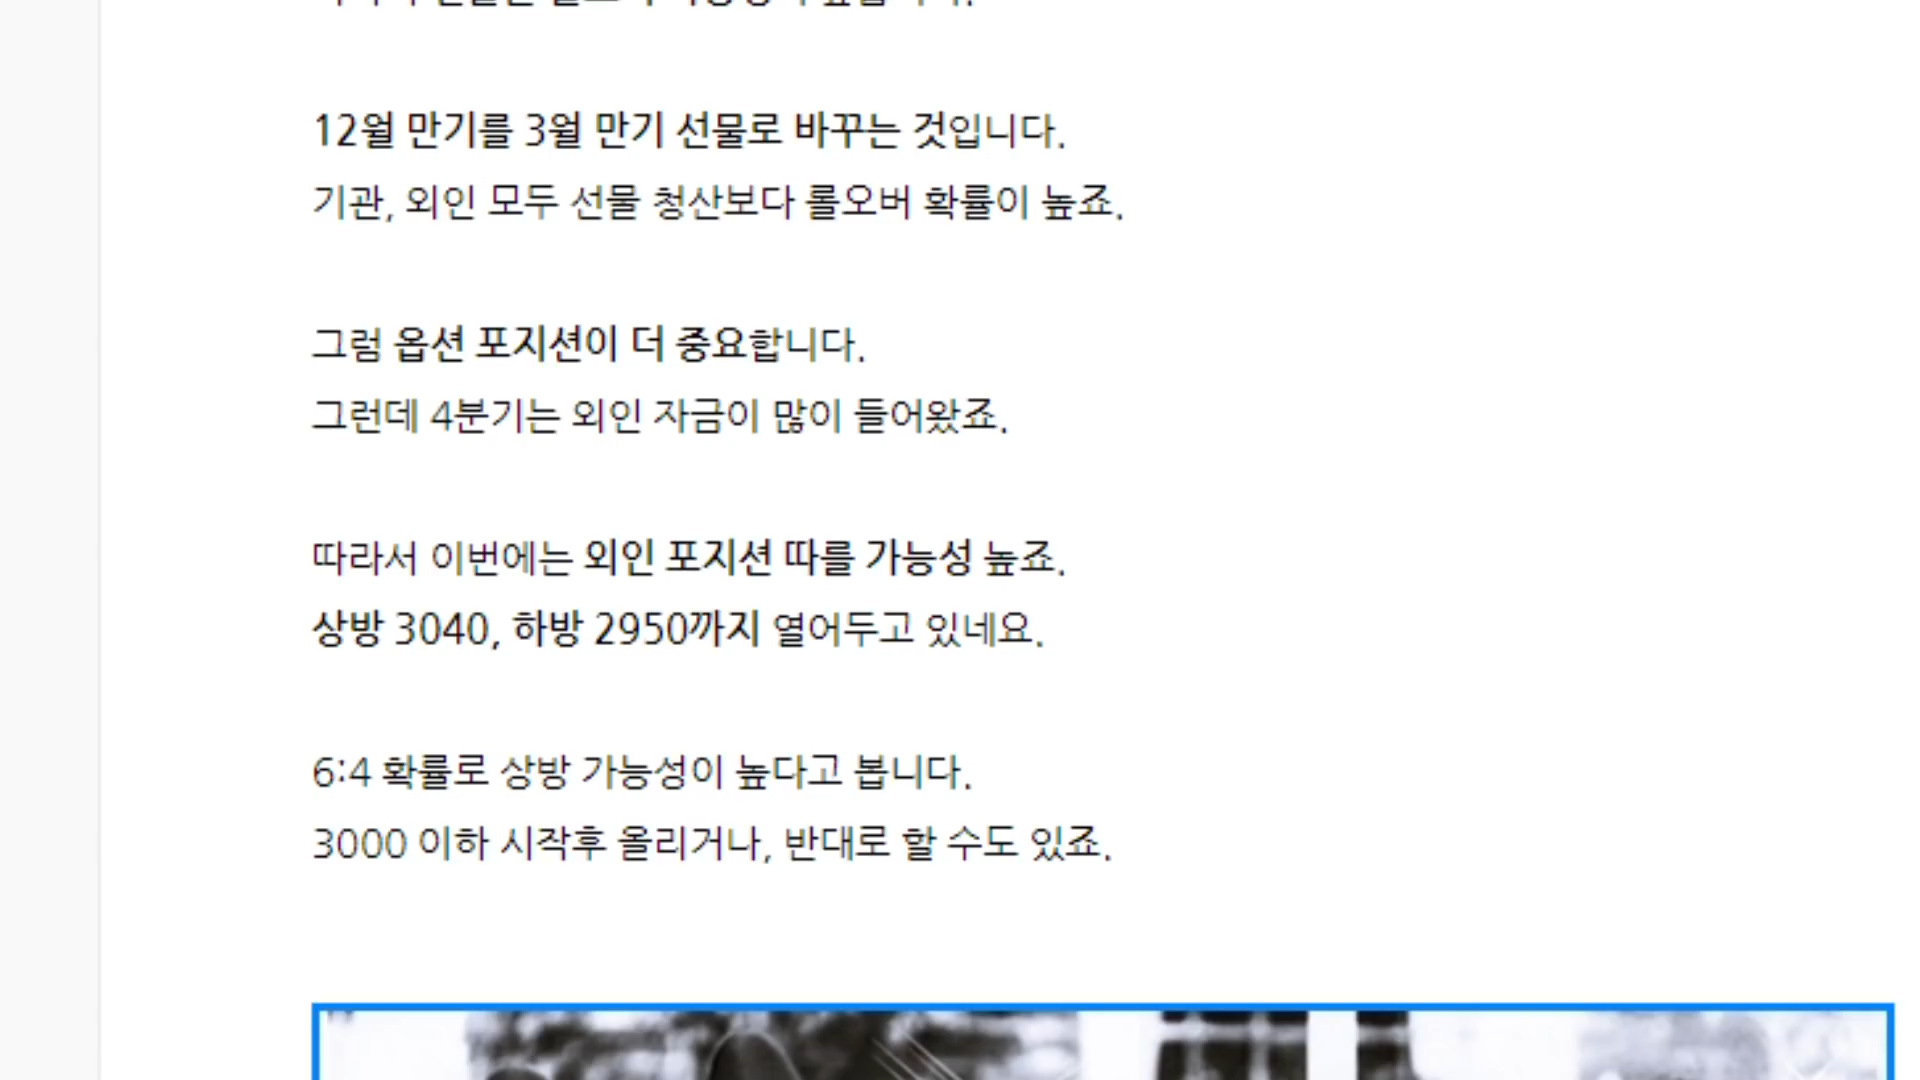 12월 만기를 3월 만기 선물로 바꾸는 것입니다.
기관, 외인 모두 선물 청산보다 롤오버 확률이 높죠.
그럼 옵션 포지션이 더 중요합니다.
그런데 4분기는 외인 자금이 많이 들어왔죠.
따라서 이번에는 외인 포지션 따를 가능성 높죠.
상방 3040, 하방 2950까지 열어두고 있네요.
6:4 확률로 상방 가능성이 높다고 봅니다.
3000 이하 시작후 올리거나, 반대로 할 수도 있죠.